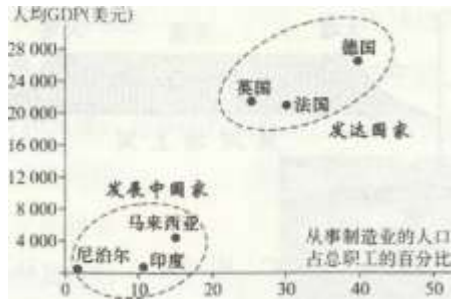 人均GDP(美元)
28 000
24 000
20 000
16 000
12 000
8 000
4 000
德国
英国
法国
发达国家
发展中国家
马来西亚
尼泊尔
印度
从事制造业的人口
占总职工的百分比
0
10
20
30
40
50